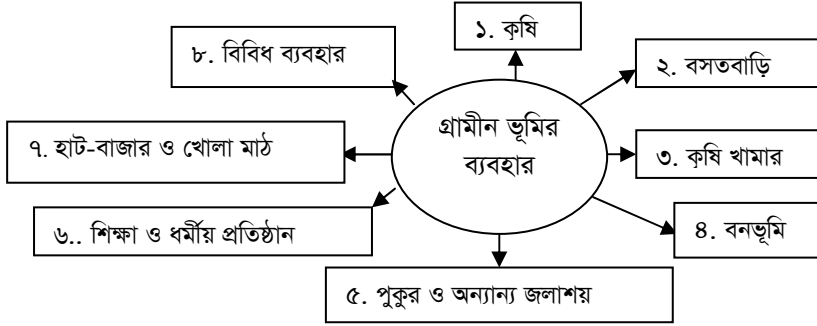 গ্রামীন ভূমির
ব্যবহার
১. কৃষি
২. বসতবাড়ি
৩. কৃষি খামার
৪. বনভূমি
৫. পুকুর ও অন্যান্য জলাশয়
৬.. শিক্ষা ও ধর্মীয় প্রতিষ্ঠান
৭. হাট-বাজার ও খোলা মাঠ
৮. বিবিধ ব্যবহার